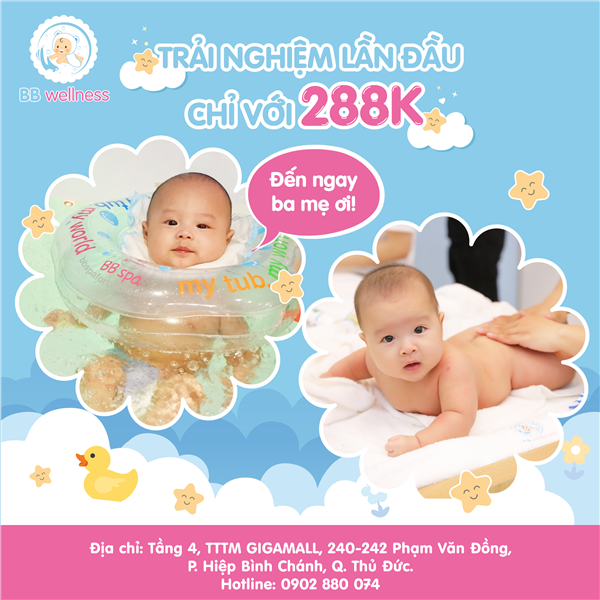 BB wellness
TRẢI NGHIỆM LẦN ĐẦU
CHỈ VỚI 288K
Đến ngay
ba mẹ ơi!
my world
BB spa
my tub
Địa chỉ: Tầng 4, TTTM GIGAMALL, 240-242 Phạm Văn Đồng,
P. Hiệp Bình Chánh, Q. Thủ Đức.
Hotline: 0902 880 074